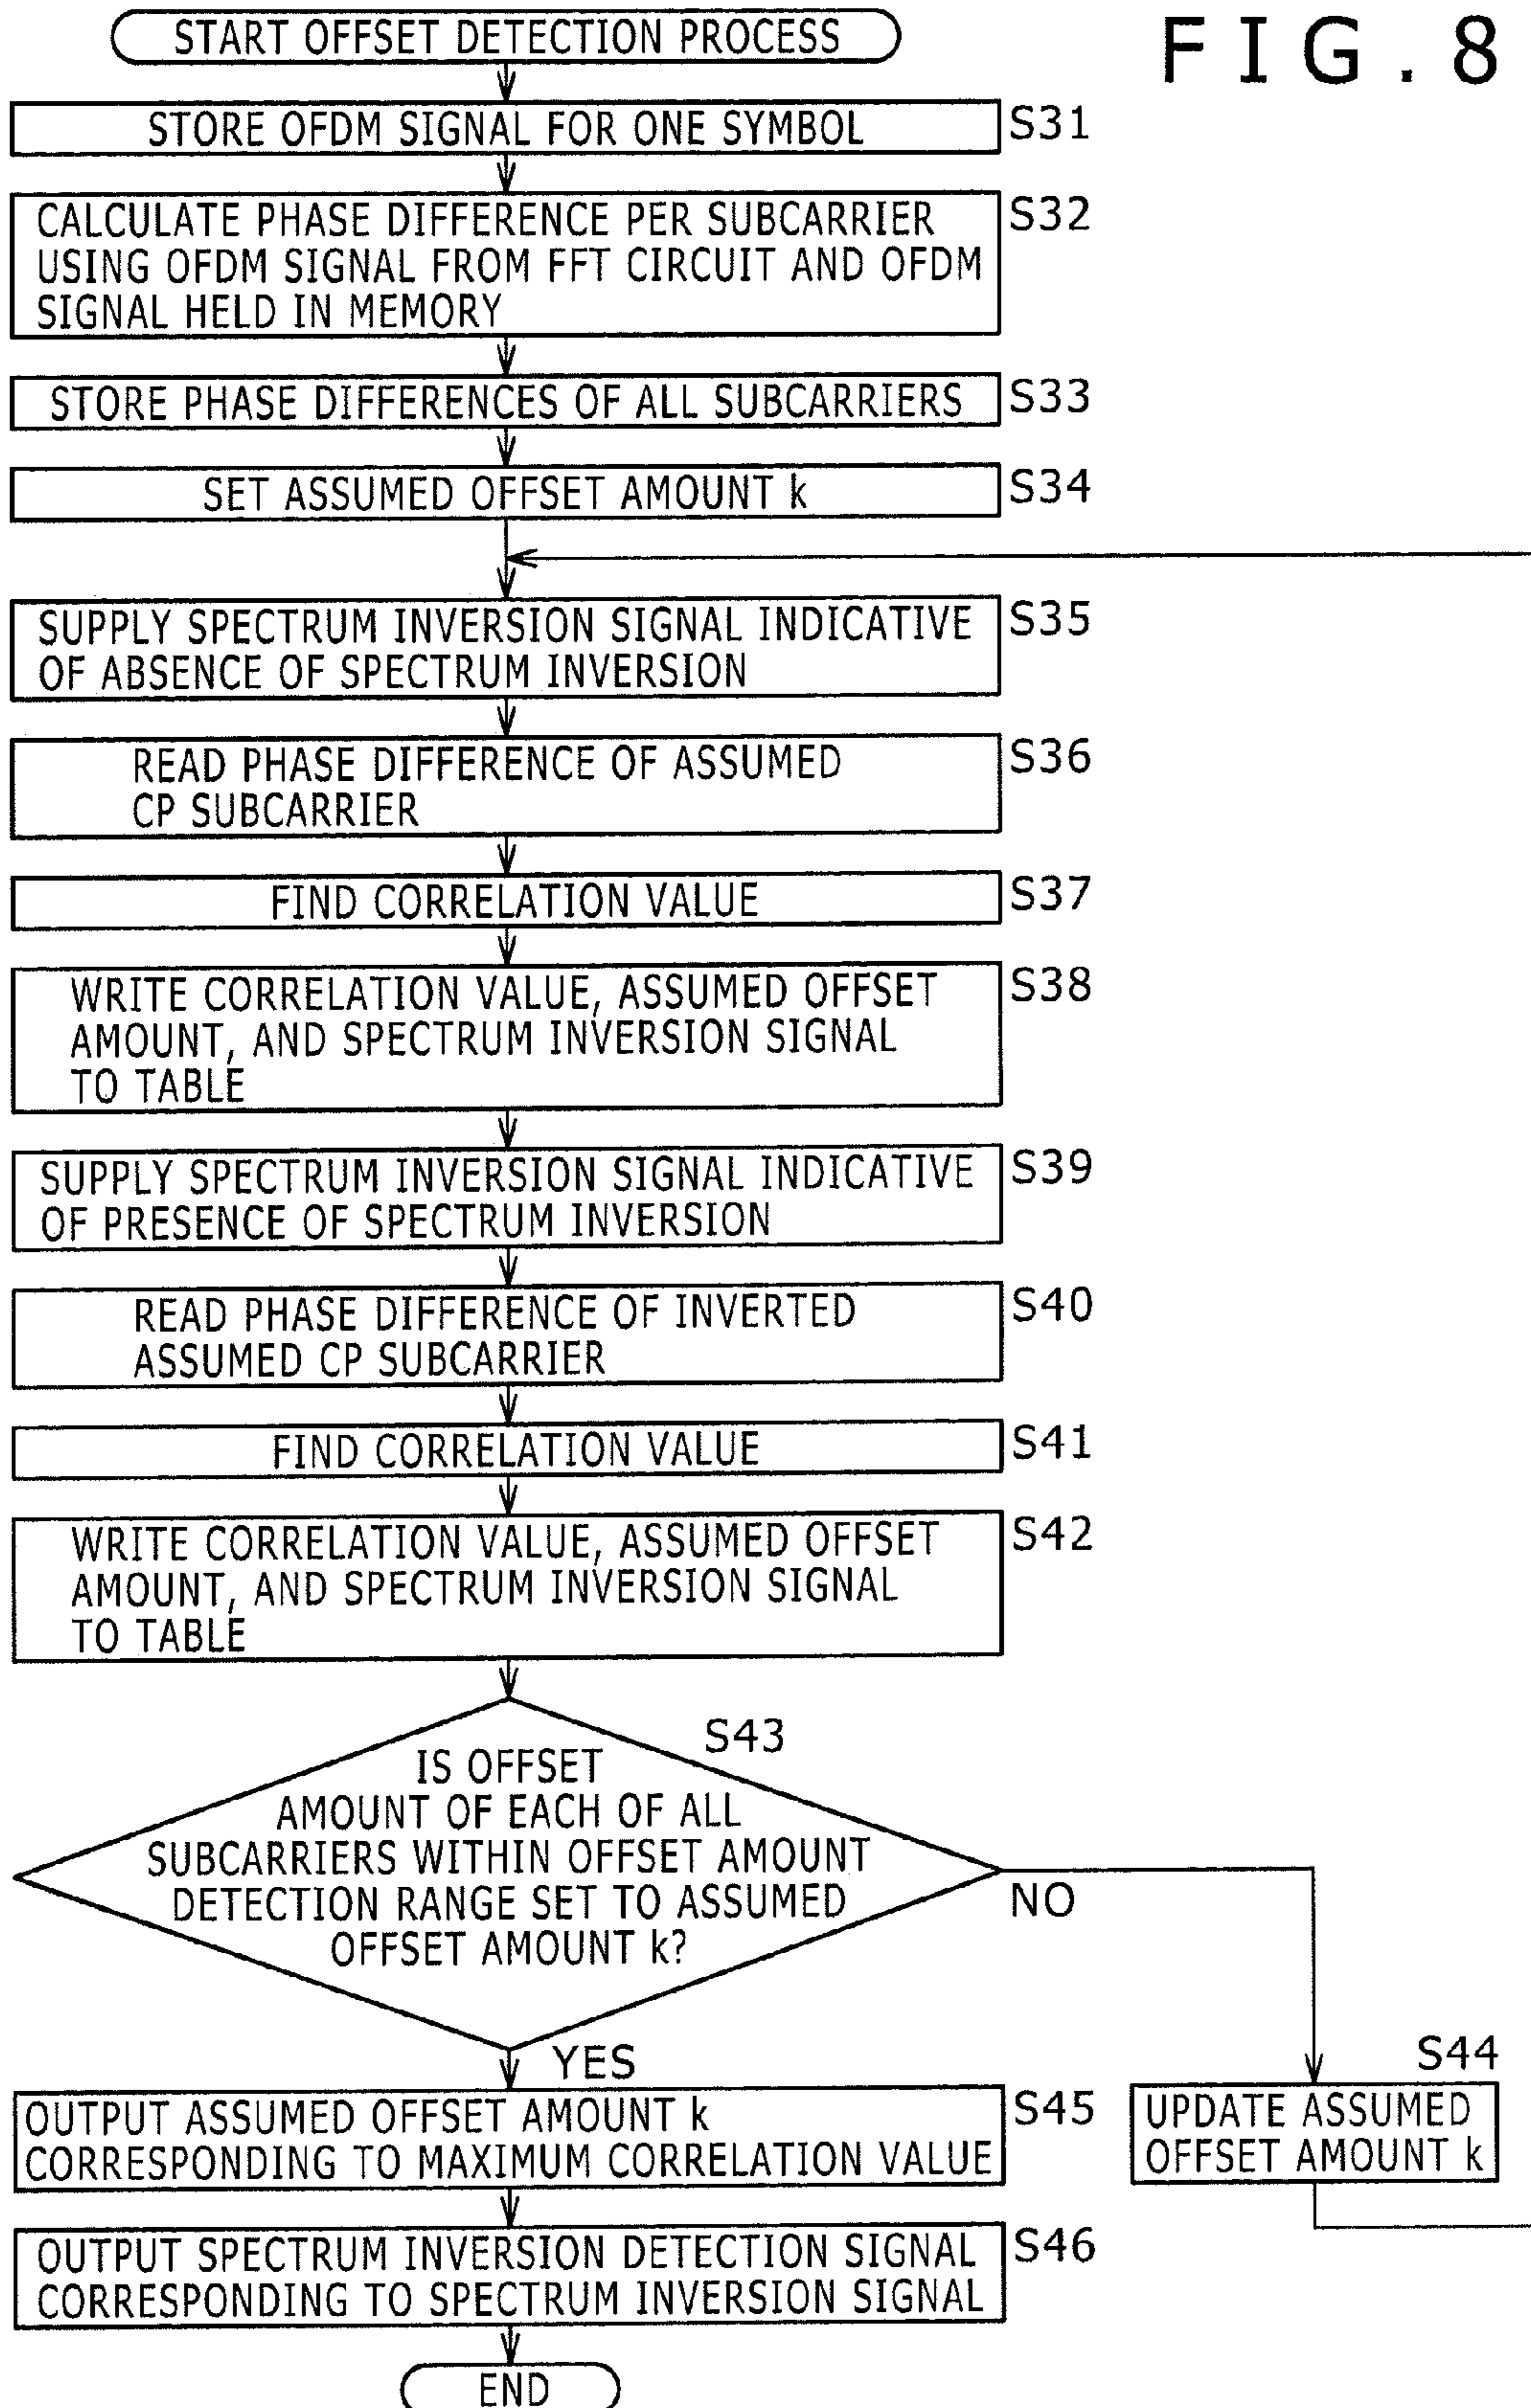 FIG.8
START OFFSET DETECTION PROCESS
STORE OFDM SIGNAL FOR ONE SYMBOL
S31
CALCULATE PHASE DIFFERENCE PER SUBCARRIER
USING OFDM SIGNAL FROM FFT CIRCUIT AND OFDM
SIGNAL HELD IN MEMORY
S32
STORE PHASE DIFFERENCES OF ALL SUBCARRIERS
S33
SET ASSUMED OFFSET AMOUNT k
S34
SUPPLY SPECTRUM INVERSION SIGNAL INDICATIVE
OF ABSENCE OF SPECTRUM INVERSION
S35
READ PHASE DIFFERENCE OF ASSUMED
CP SUBCARRIER
S36
FIND CORRELATION VALUE
S37
WRITE CORRELATION VALUE, ASSUMED OFFSET
AMOUNT, AND SPECTRUM INVERSION SIGNAL
TO TABLE
S38
SUPPLY SPECTRUM INVERSION SIGNAL INDICATIVE
OF PRESENCE OF SPECTRUM INVERSION
S39
READ PHASE DIFFERENCE OF INVERTED
ASSUMED CP SUBCARRIER
S40
FIND CORRELATION VALUE
S41
WRITE CORRELATION VALUE, ASSUMED OFFSET
AMOUNT, AND SPECTRUM INVERSION SIGNAL
TO TABLE
S42
S43
IS OFFSET
AMOUNT OF EACH OF ALL
SUBCARRIERS WITHIN OFFSET AMOUNT
DETECTION RANGE SET TO ASSUMED
OFFSET AMOUNT k?
NO
YES
S44
UPDATE ASSUMED
OFFSET AMOUNT k
OUTPUT ASSUMED OFFSET AMOUNT k
CORRESPONDING TO MAXIMUM CORRELATION VALUE
S45
OUTPUT SPECTRUM INVERSION DETECTION SIGNAL
CORRESPONDING TO SPECTRUM INVERSION SIGNAL
S46
END